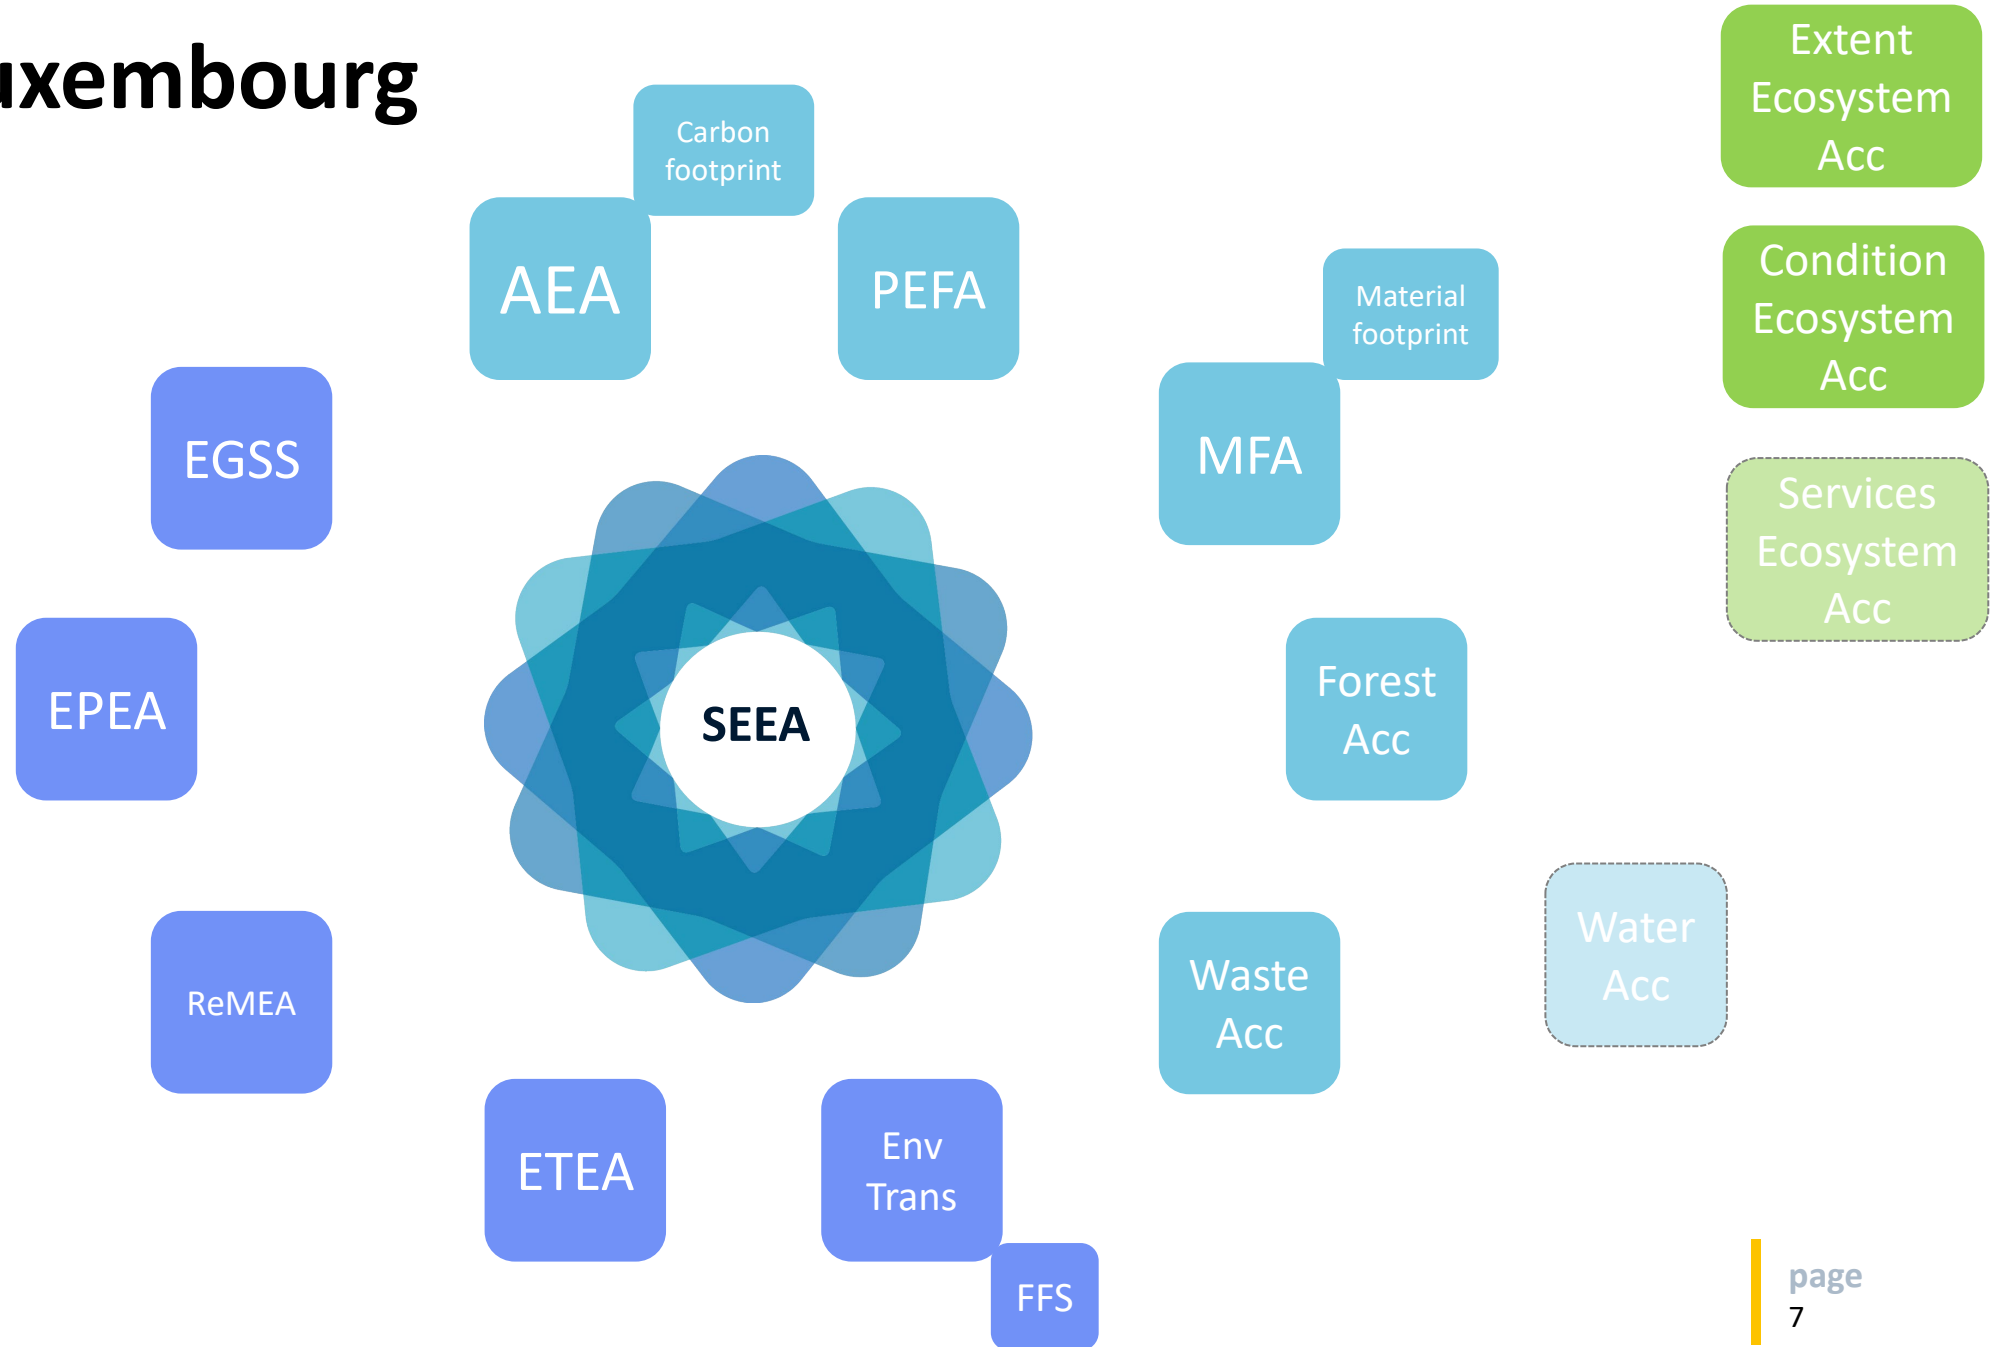 uxembourg
Carbon
footprint
AEA
PEFA
Material
footprint
MFA
EGSS
EPEA
SEEA
Forest
Acc
ReMEA
Waste
Acc
Water
Acc
ETEA
Env
Trans
FFS
Extent
Ecosystem
Acc
Condition
Ecosystem
Acc
Services
Ecosystem
Acc
page
7